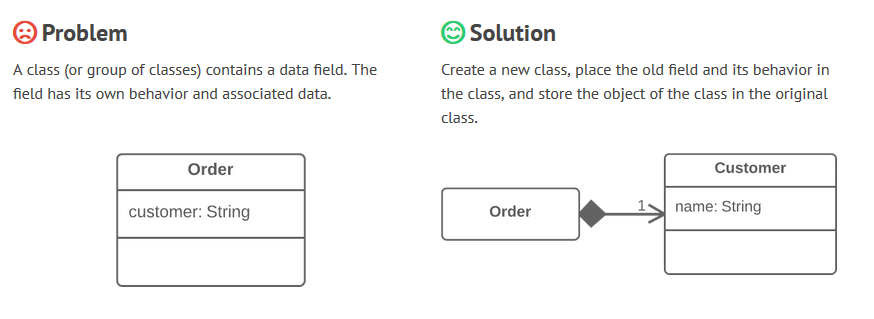 Problem
A class (or group of classes) contains a data field. The
field has its own behavior and associated data.
Order
customer: String
Solution
Create a new class, place the old field and its behavior in
the class, and store the object of the class in the original
class.
Order
1
Customer
name: String